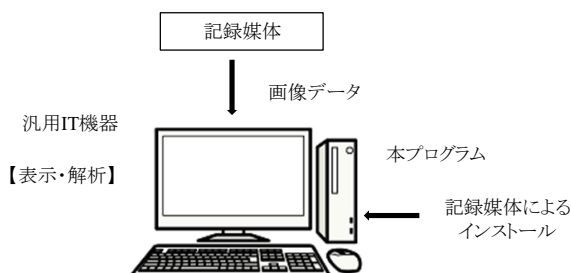 記録媒体
画像データ
汎用IT機器
【表示・解析】
本プログラム
記録媒体による
インストール